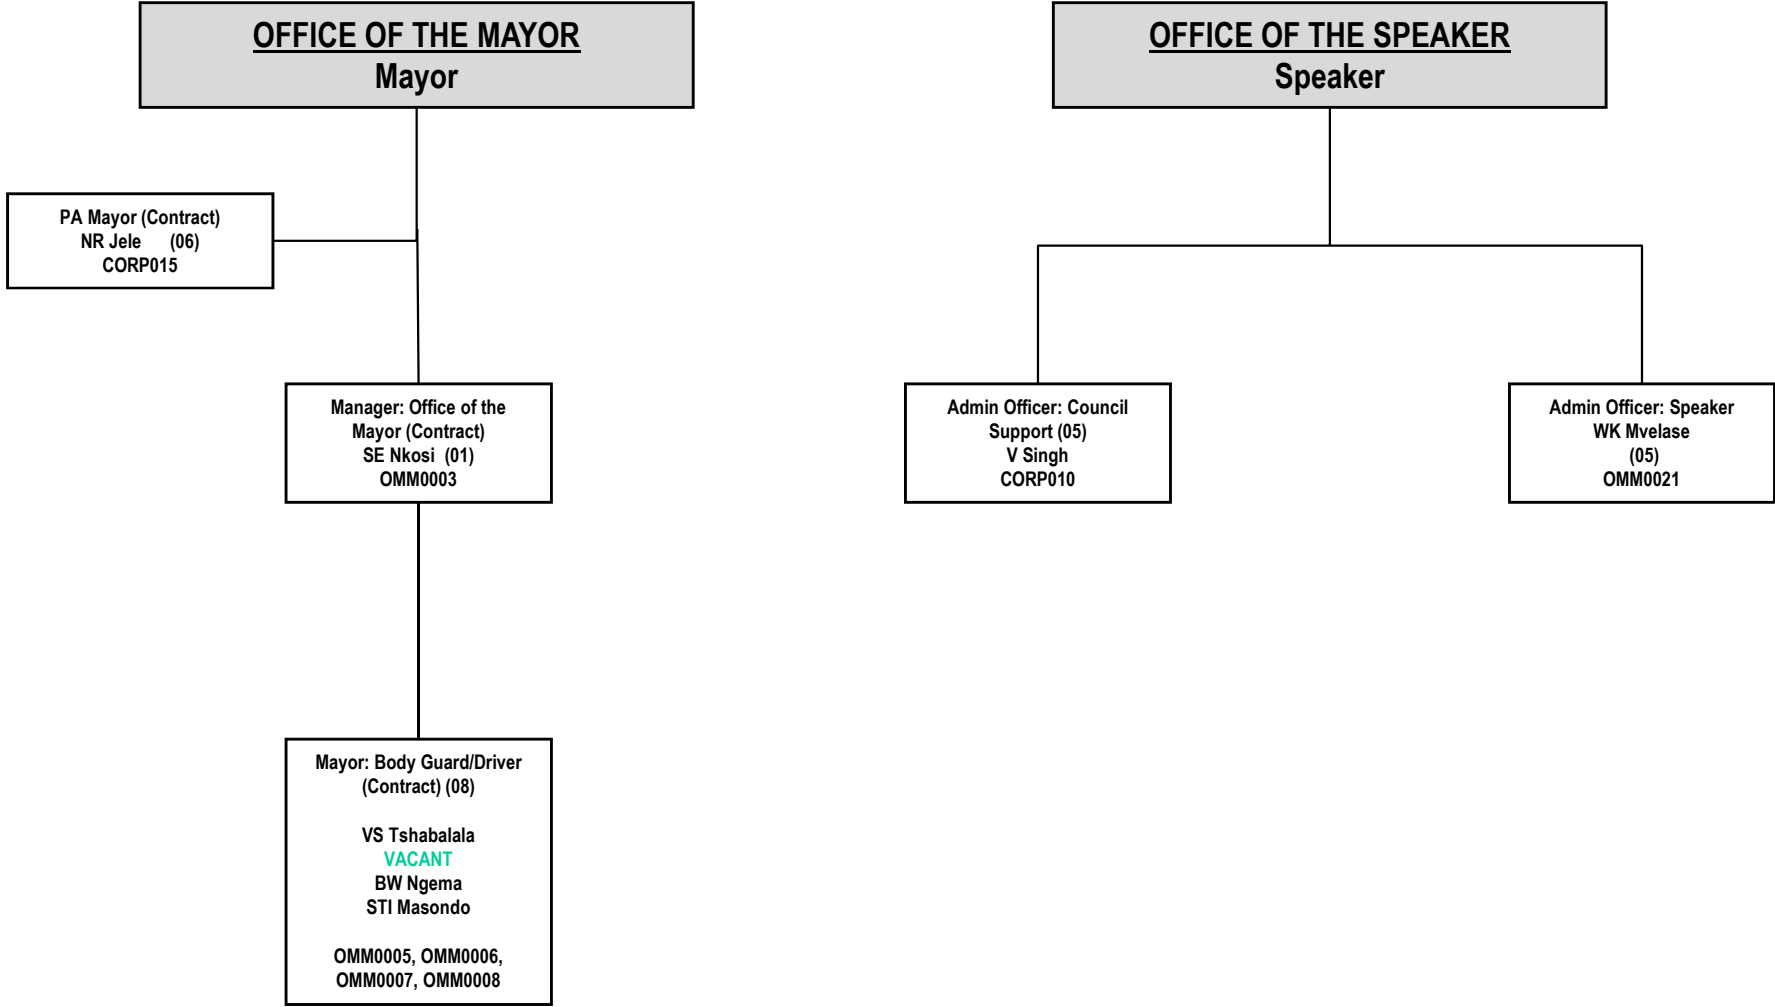 OFFICE OF THE MAYOR
Mayor
OFFICE OF THE SPEAKER
Speaker
PA Mayor (Contract)
NR Jele (06)
CORP015
Manager: Office of the
Mayor (Contract)
SE Nkosi (01)
OMM0003
Admin Officer: Council
Support (05)
V Singh
CORP010
Admin Officer: Speaker
WK Mvelase
(05)
OMM0021
Mayor: Body Guard/Driver
(Contract) (08)
VS Tshabalala
VACANT
BW Ngema
STI Masondo
OMM0005, OMM0006,
OMM0007, OMM0008